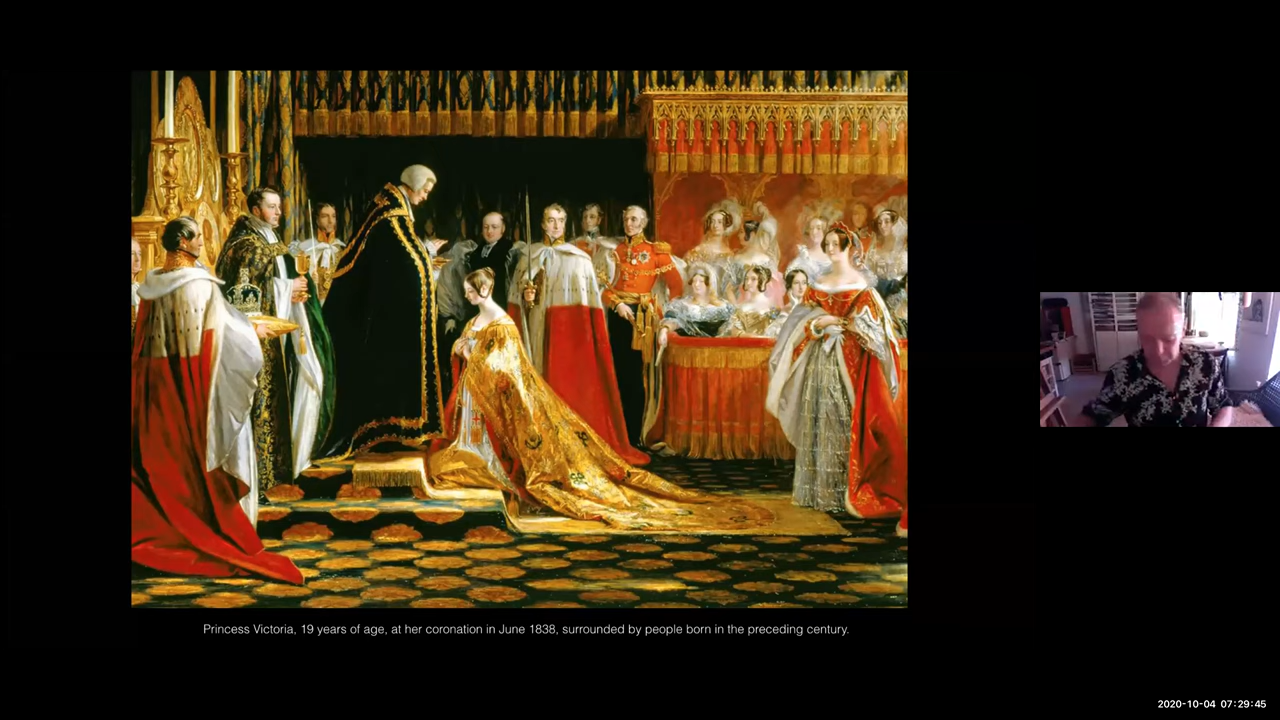 Princess Victoria, 19 years of age, at her coronation in June 1838, surrounded by people born in the preceding century.
2020-10-04 07:29:45